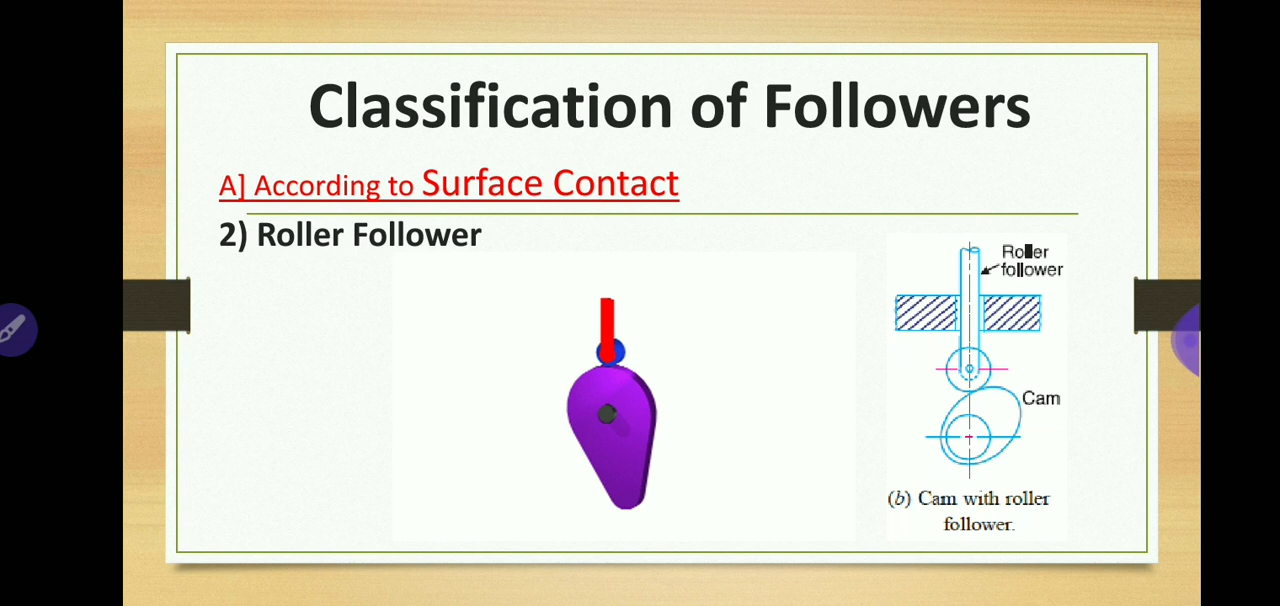 Classification of Followers
A] According to Surface Contact
2) Roller Follower
Roller
follower
Cam
(b) Cam with roller
follower.